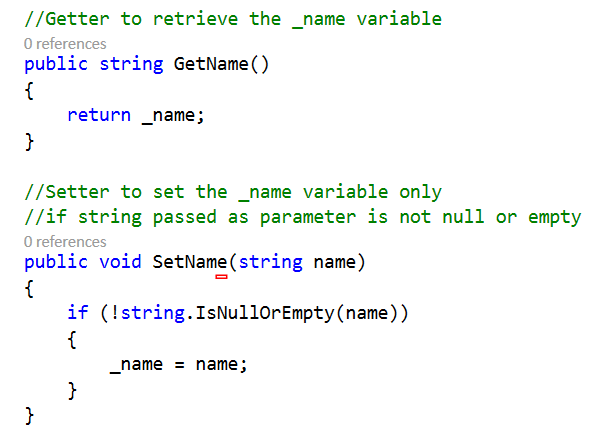 //Getter to retrieve the _name variable
0 references
public string GetName()
{
    return _name;
}
//Setter to set the _name variable only
//if string passed as parameter is not null or empty
0 references
public void SetName(string name)
{
    if (!string.IsNullOrEmpty(name))
    {
        _name = name;
    }
}